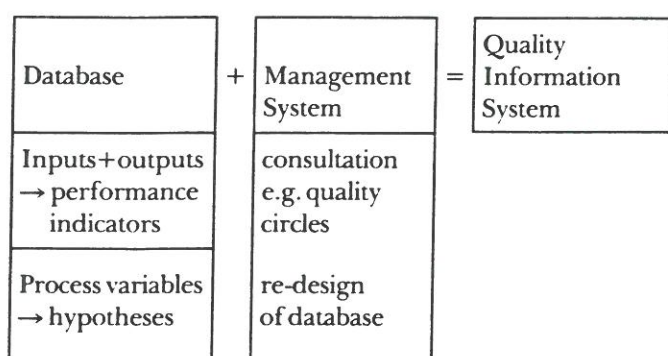 Database
+
Management
System
=
Quality
Information
System
Inputs+outputs
→ performance
indicators
consultation
e.g. quality
circles
Process variables
→ hypotheses
re-design
of database